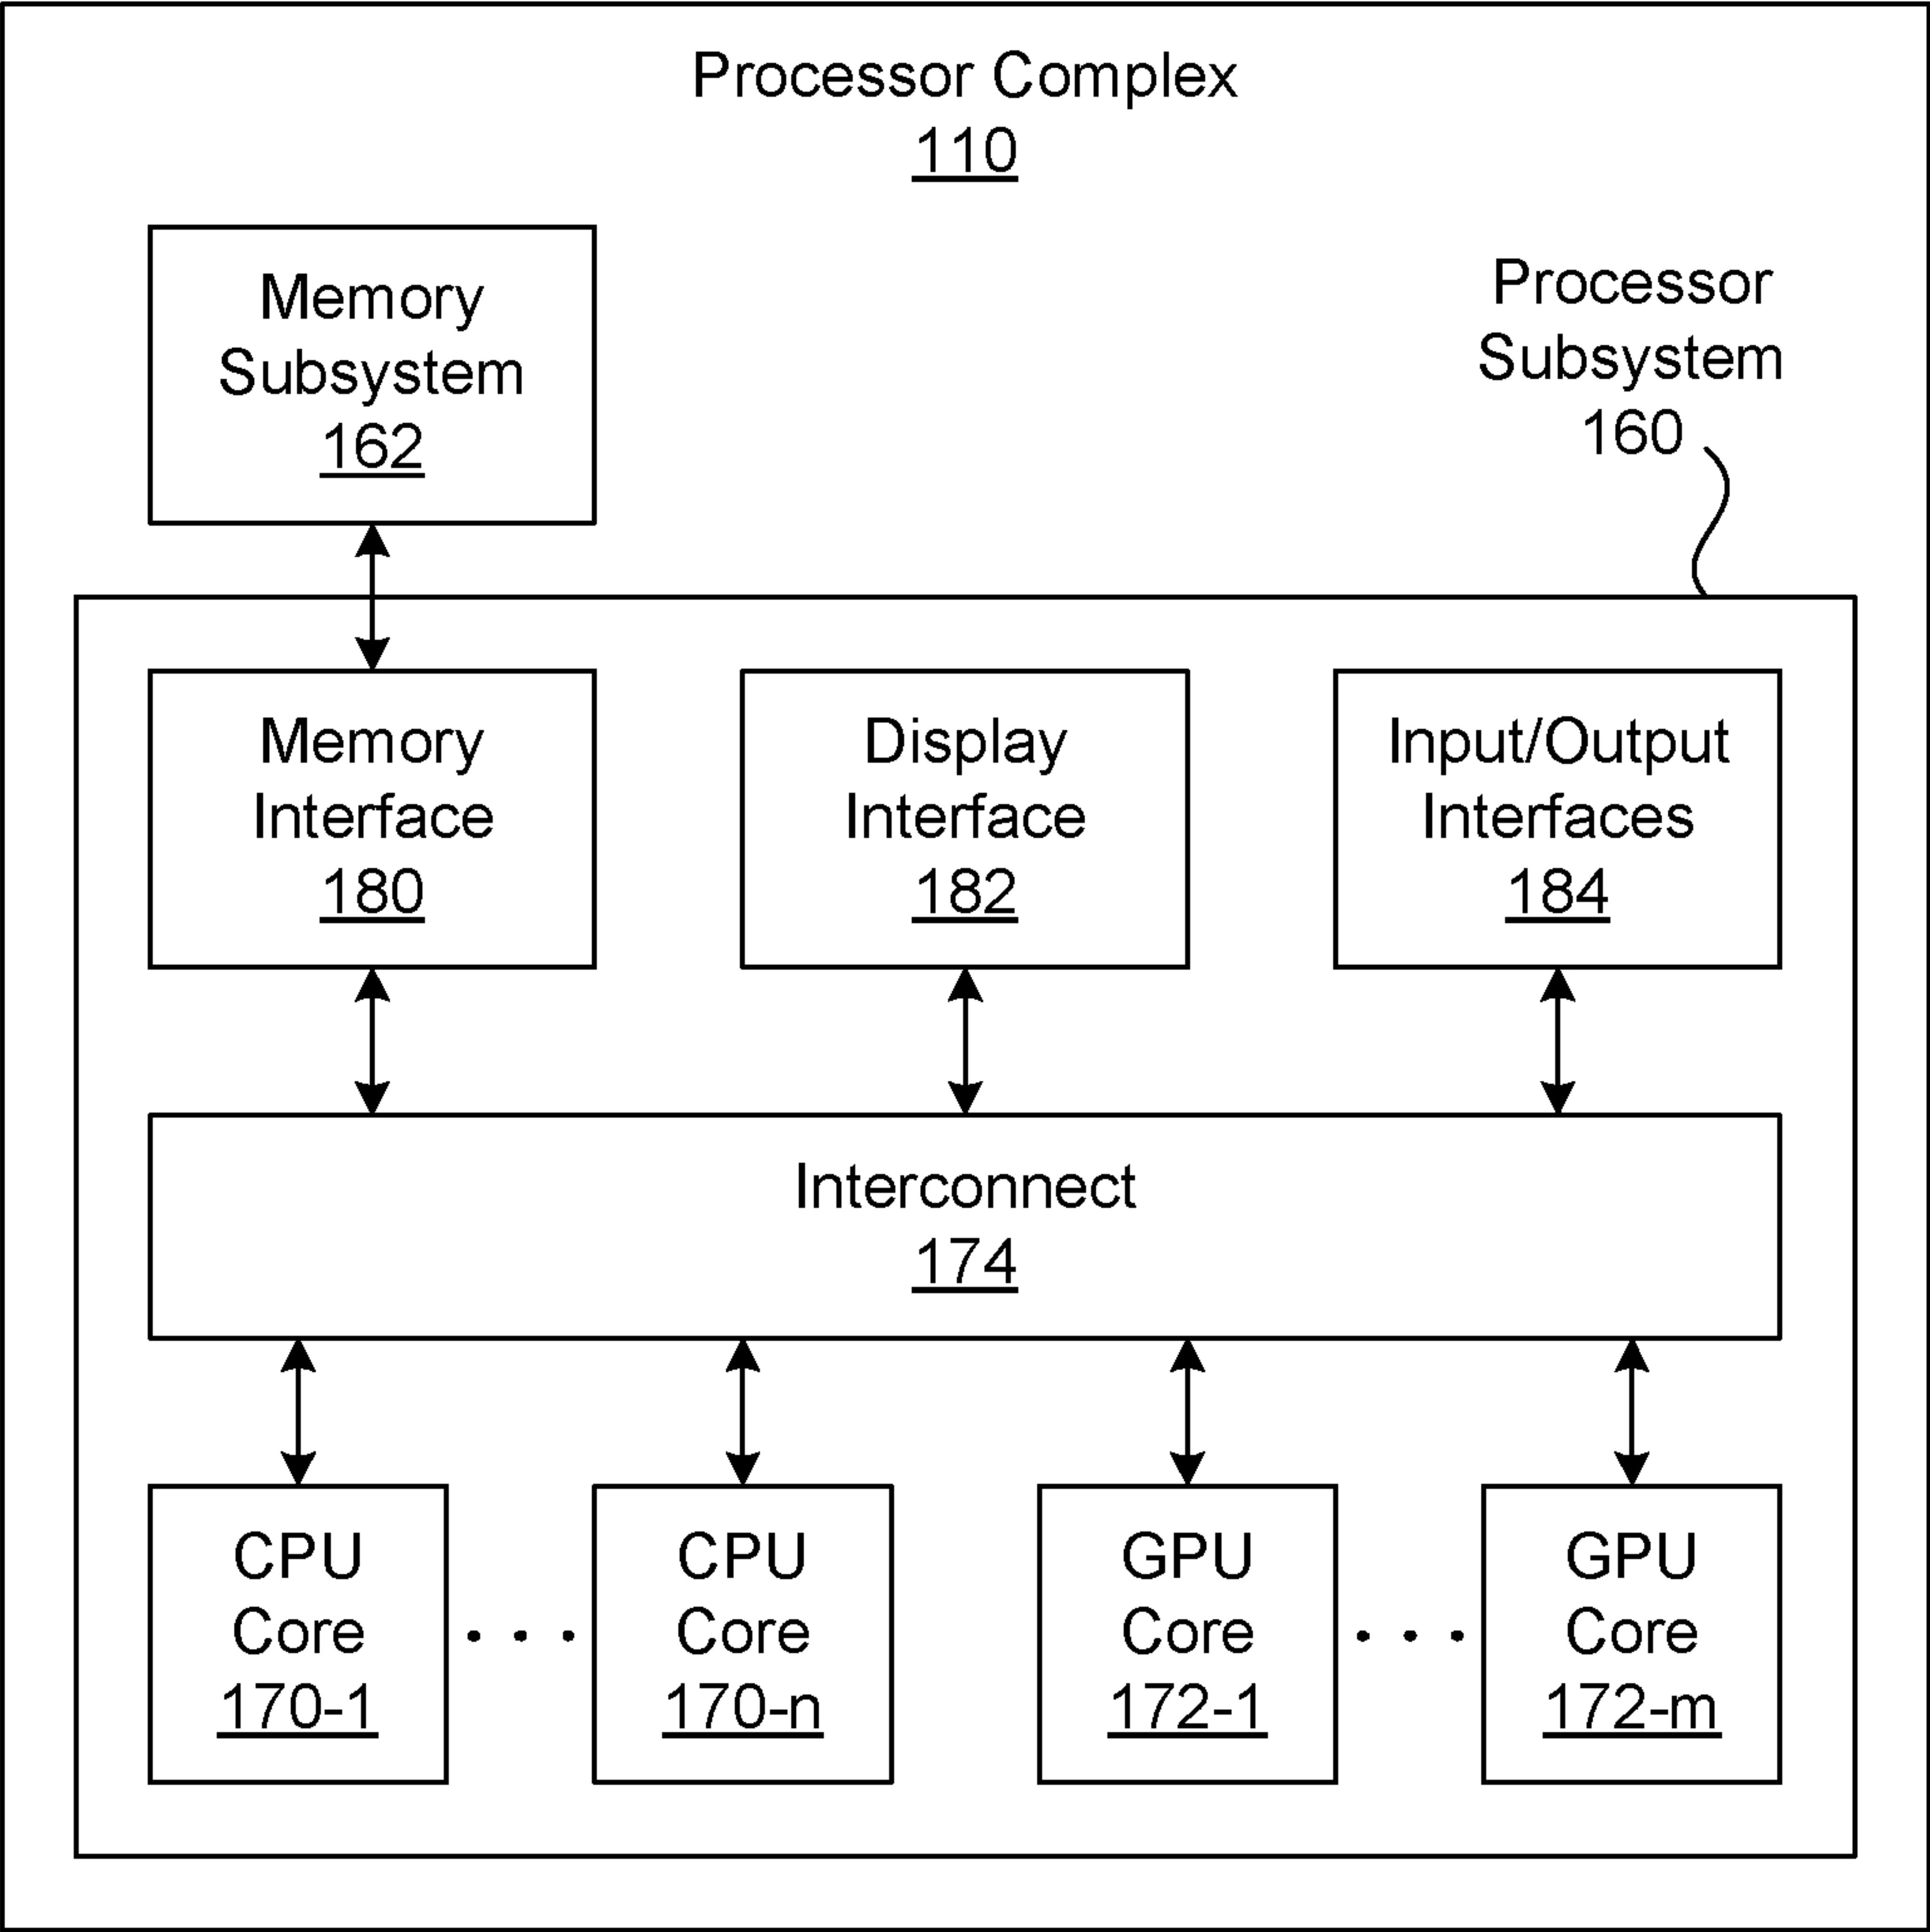 Processor Complex
110
Memory
Subsystem
162
Processor
Subsystem
160
Memory
Interface
180
Display
Interface
182
Input/Output
Interfaces
184
Interconnect
174
CPU
Core
170-1
. . .
CPU
Core
170-n
GPU
Core
172-1
. . .
GPU
Core
172-m